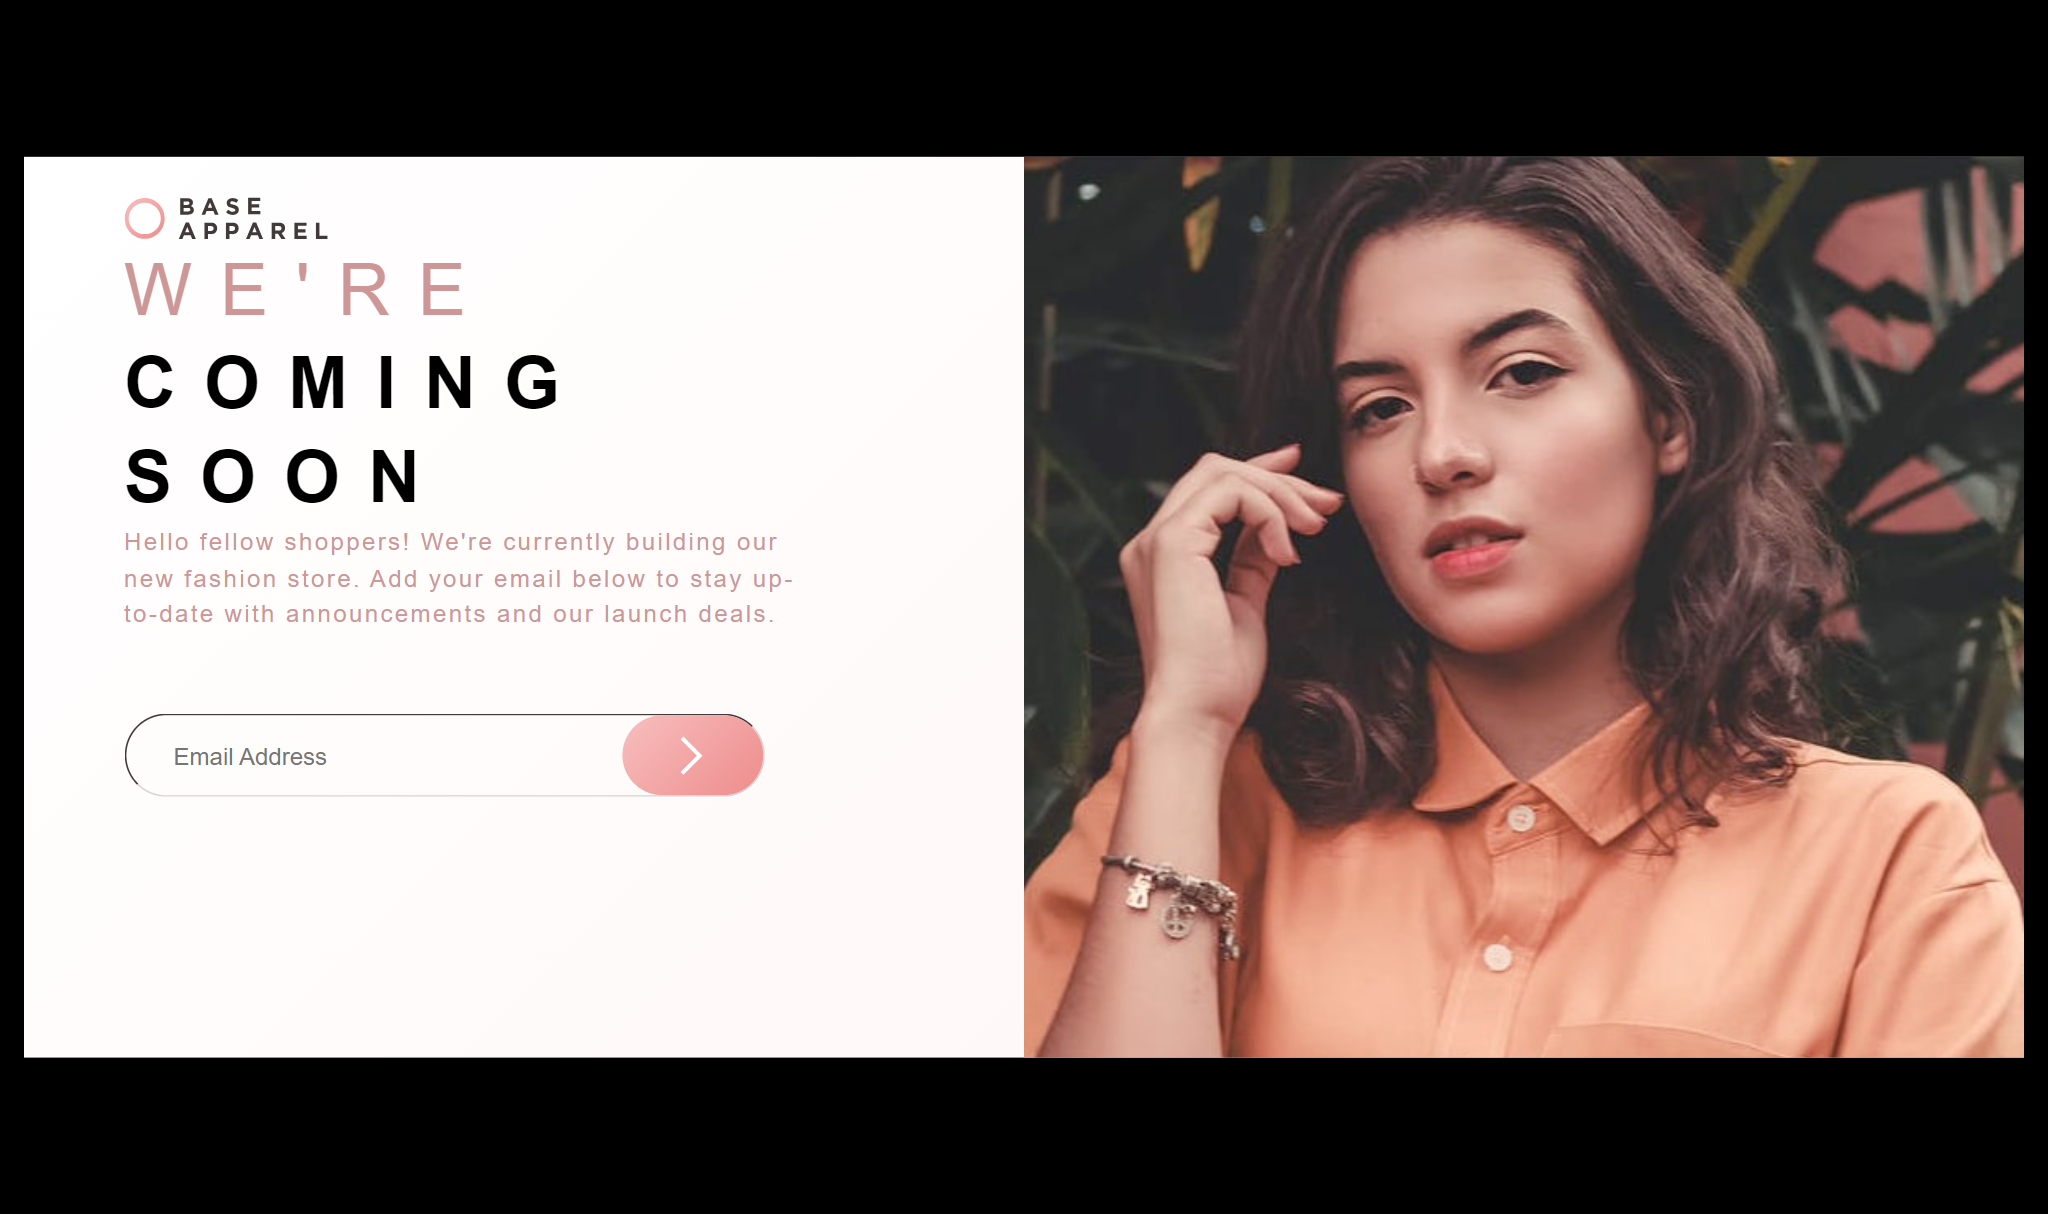 BASE
APPAREL
WE'RE
COMING
SOON
Hello fellow shoppers! We're currently building our
new fashion store. Add your email below to stay up-
to-date with announcements and our launch deals.
Email Address